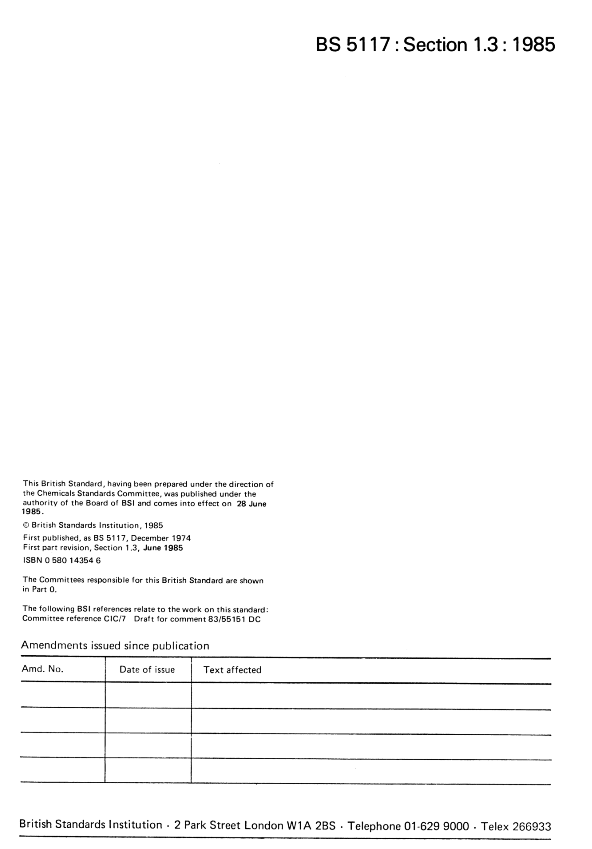 BS 5117 : Section 1.3 : 1985
This British Standard, having been prepared under the direction of
the Chemicals Standards Committee, was published under the
authority of the Board of BSI and comes into effect on 28 June
1985.
© British Standards Institution, 1985
First published, as BS 5117, December 1974
First part revision, Section 1.3, June 1985
ISBN 0 580 14354 6
The Committees responsible for this British Standard are shown
in Part 0.
The following BSI references relate to the work on this standard:
Committee reference CIC/7 Draft for comment 83/55151 DC
Amendments issued since publication
Amd. No. Date of issue Text affected
British Standards Institution · 2 Park Street London W1A 2BS · Telephone 01-629 9000 · Telex 266933